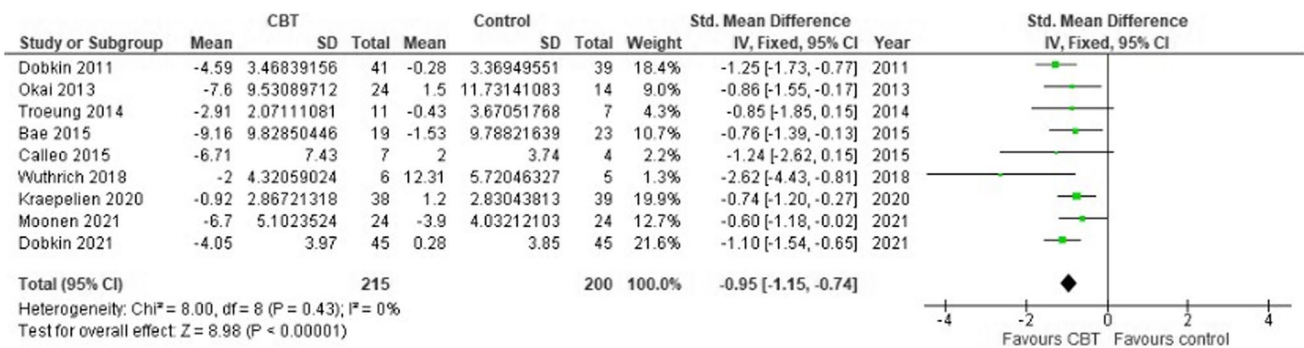 CBT Control Std. Mean Difference Std. Mean Difference
Study or Subgroup Mean SD Total Mean SD Total Weight IV, Fixed, 95% CI Year IV, Fixed, 95% CI
Dobkin 2011 -4.59 3.46839156 41 -0.28 3.36949551 39 18.4% -1.25 [-1.73, -0.77] 2011
Okai 2013 -7.6 9.53089712 24 1.5 11.73141083 14 9.0% -0.86 [-1.55, -0.17] 2013
Troeung 2014 -2.91 2.07111081 11 -0.43 3.67051768 7 4.3% -0.85 [-1.85, 0.15] 2014
Bae 2015 -9.16 9.82850446 19 -1.53 9.78821639 23 10.7% -0.76 [-1.39, -0.13] 2015
Calleo 2015 -6.71 7.43 7 2 3.74 4 2.2% -1.24 [-2.62, 0.15] 2015
Wuthrich 2018 -2 4.32059024 6 12.31 5.72046327 5 1.3% -2.62 [-4.43, -0.81] 2018
Kraepelien 2020 -0.92 2.86721318 38 1.2 2.83043813 39 19.9% -0.74 [-1.20, -0.27] 2020
Moonen 2021 -6.7 5.1023524 24 -3.9 4.03212103 24 12.7% -0.60 [-1.18, -0.02] 2021
Dobkin 2021 -4.05 3.97 45 0.28 3.85 45 21.6% -1.10 [-1.54, -0.65] 2021
Total (95% CI) 215 200 100.0% -0.95 [-1.15, -0.74]
Heterogeneity: Chi² = 8.00, df = 8 (P = 0.43); I² = 0%
Test for overall effect: Z = 8.98 (P < 0.00001)
-4 -2 0 2 4
Favours CBT Favours control